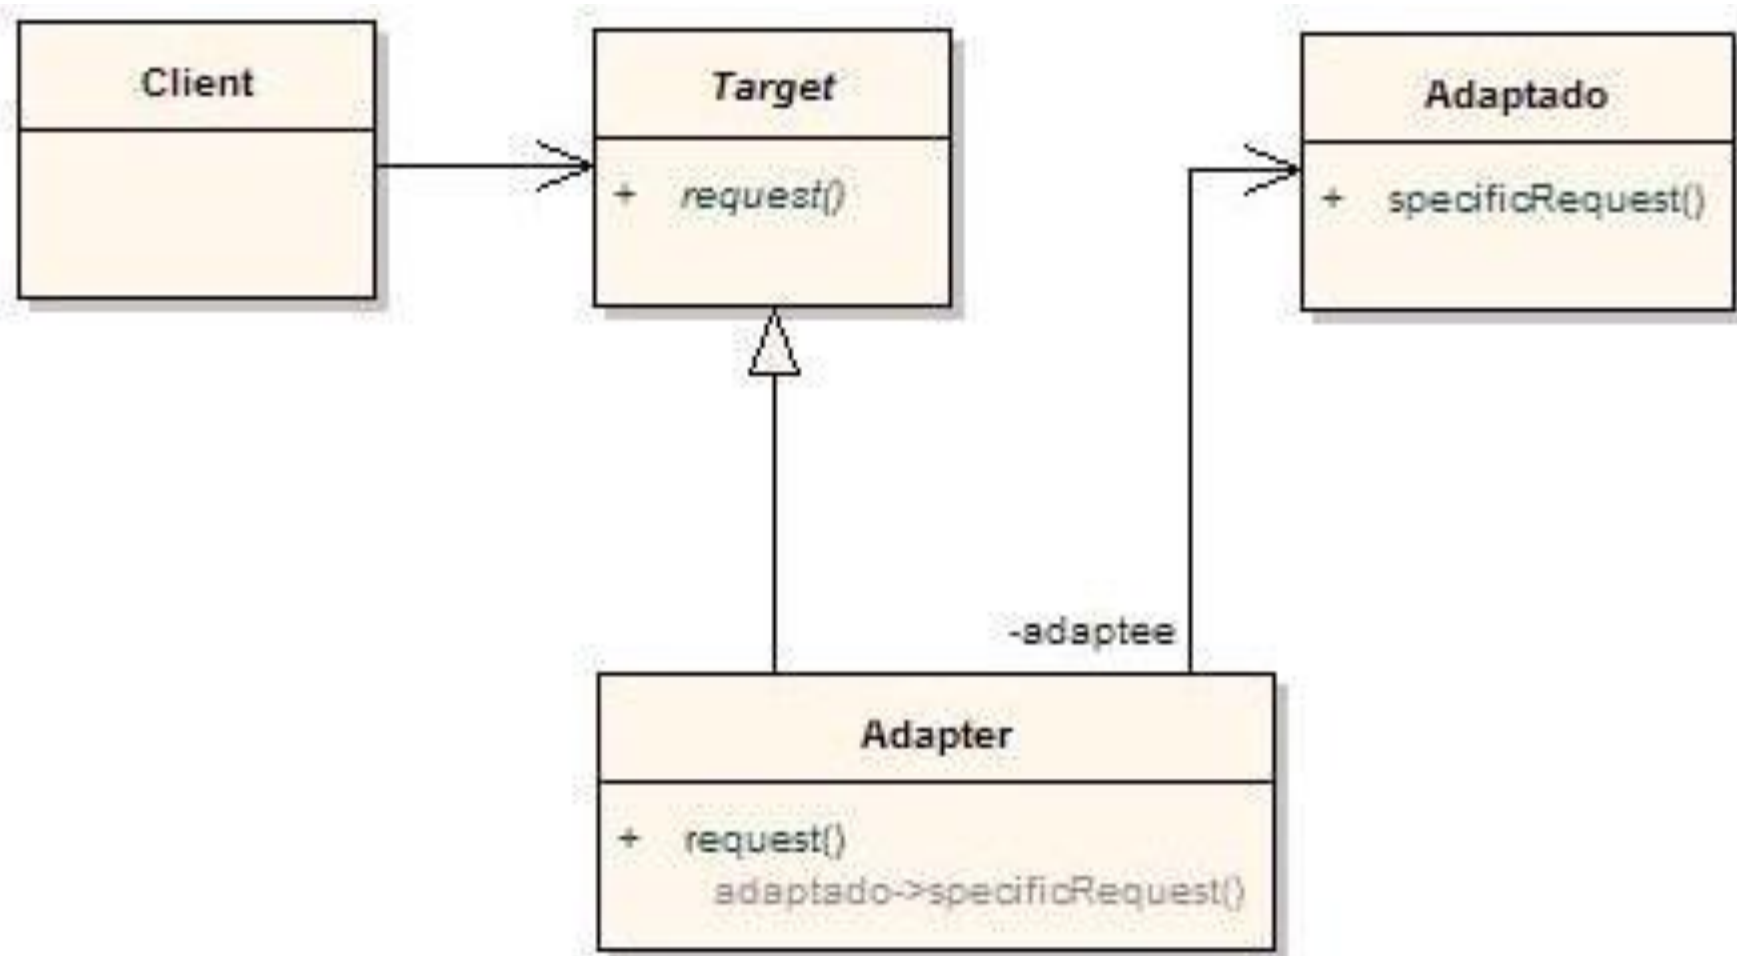 Client
Target
+ request()
Adaptado
+ specificRequest()
-adaptee
Adapter
+ request()
adaptado->specificRequest()